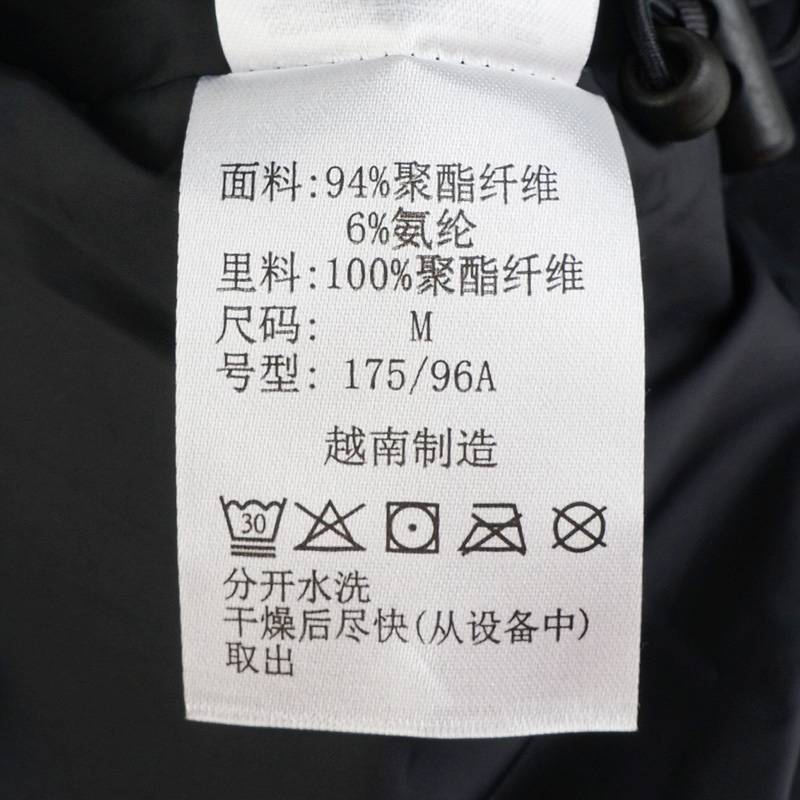 面料:94%聚酯纤维
6%氨纶
里料:100%聚酯纤维
尺码: M
号型: 175/96A
越南制造
30
分开水洗
干燥后尽快(从设备中)
取出